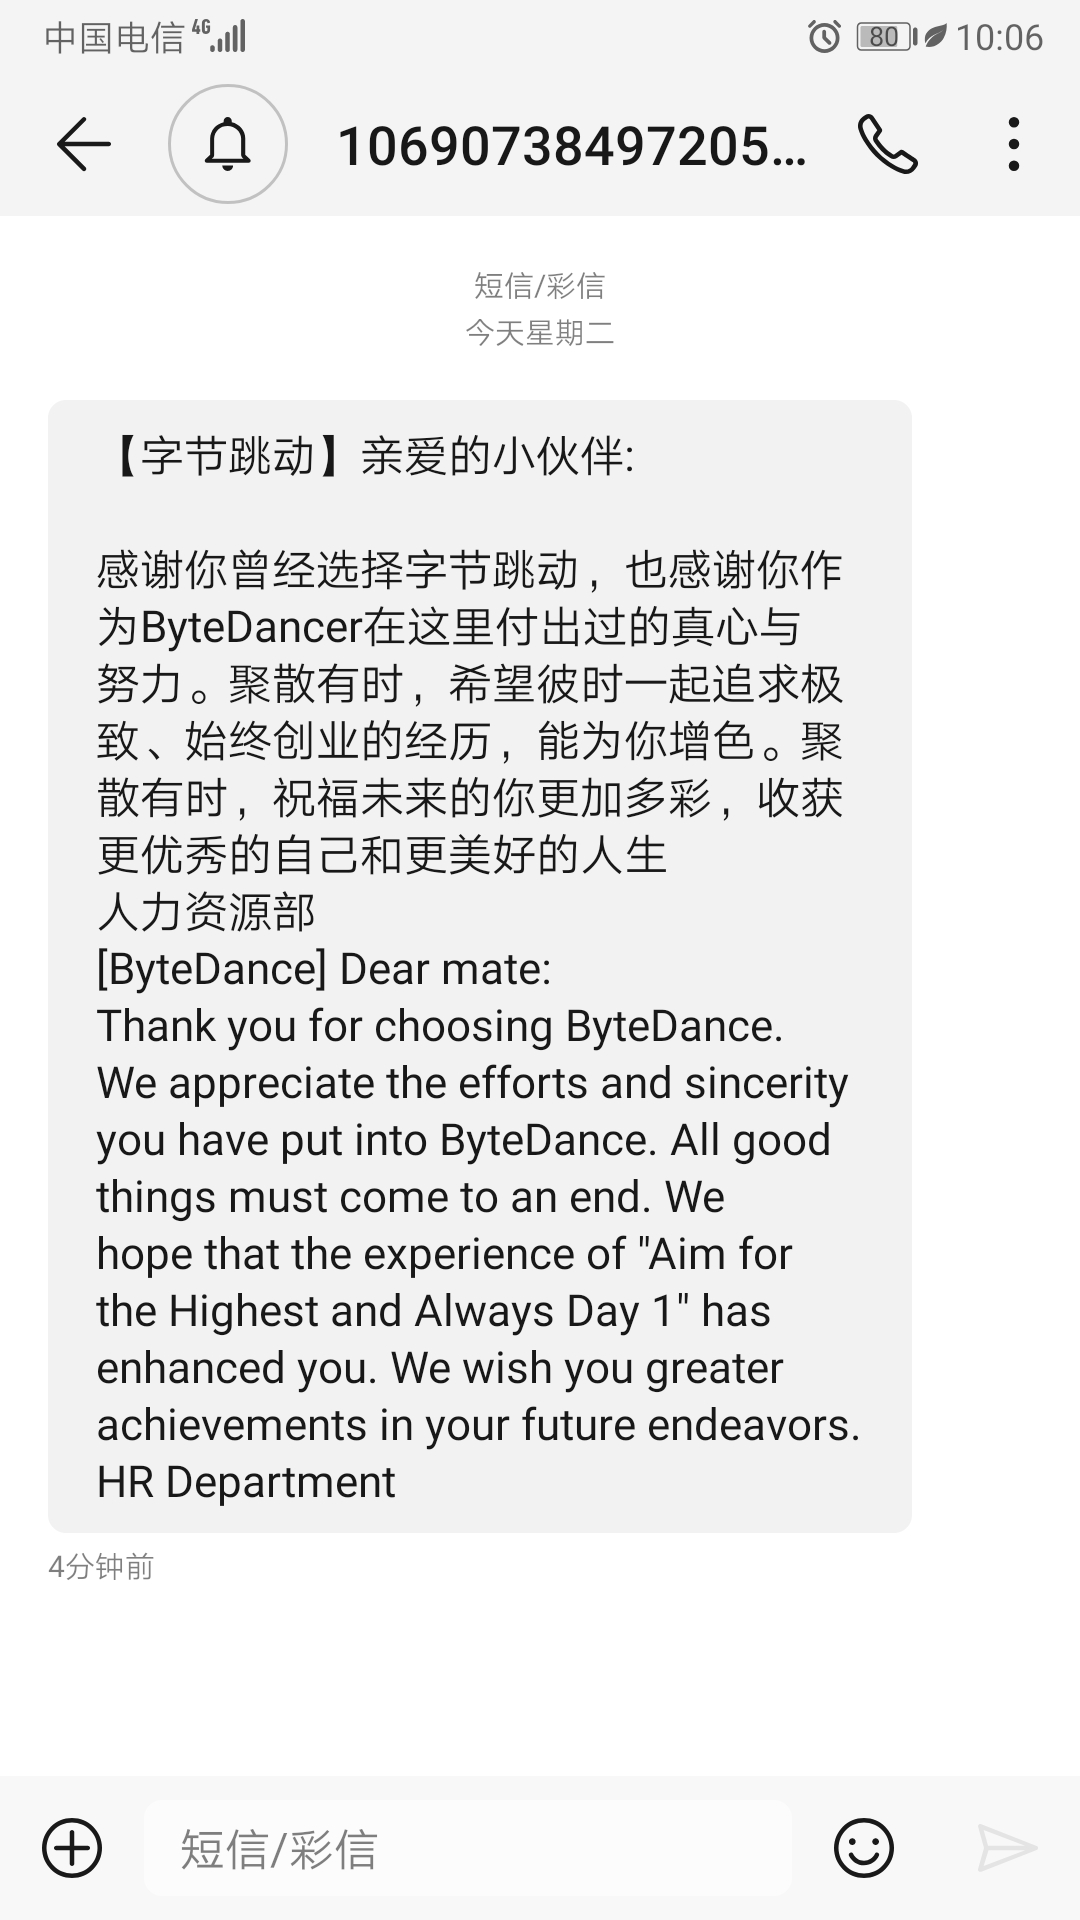 中国电信 4G 80 10:06
10690738497205...
短信/彩信
今天星期二
【字节跳动】亲爱的小伙伴:
感谢你曾经选择字节跳动，也感谢你作
为ByteDancer在这里付出过的真心与
努力。聚散有时，希望彼时一起追求极
致、始终创业的经历，能为你增色。聚
散有时，祝福未来的你更加多彩，收获
更优秀的自己和更美好的人生
人力资源部
[ByteDance] Dear mate:
Thank you for choosing ByteDance.
We appreciate the efforts and sincerity
you have put into ByteDance. All good
things must come to an end. We
hope that the experience of "Aim for
the Highest and Always Day 1" has
enhanced you. We wish you greater
achievements in your future endeavors.
HR Department
4分钟前
短信/彩信